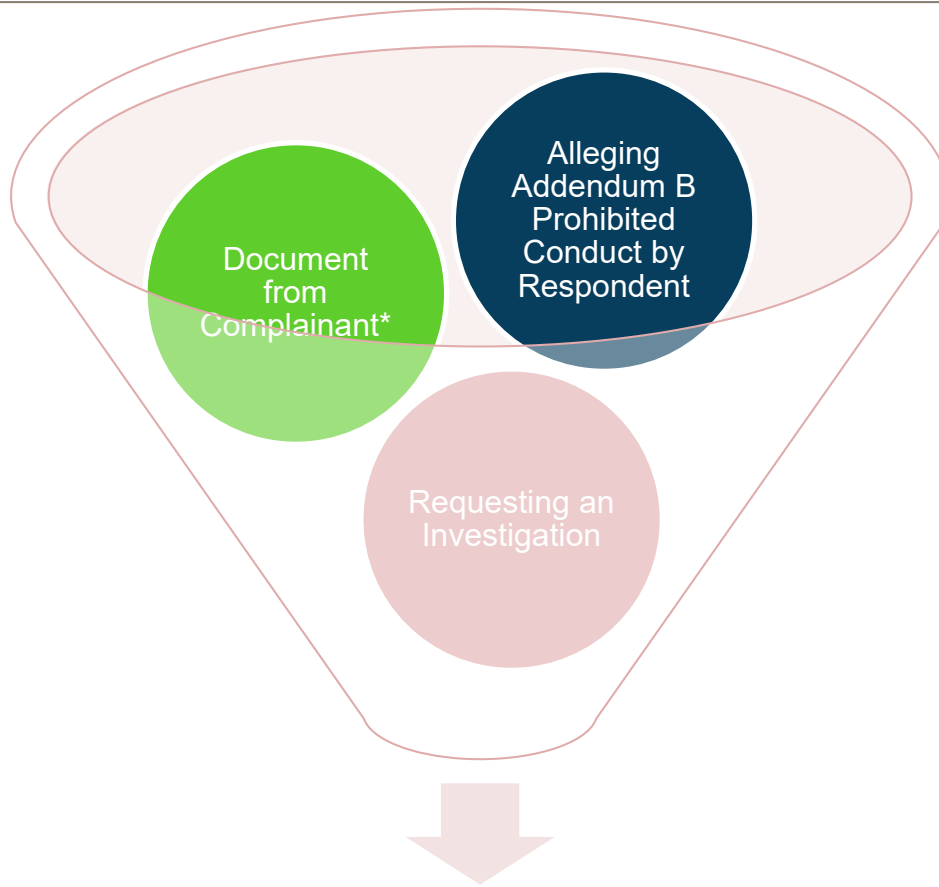 Document
from
Complainant*
Alleging
Addendum B
Prohibited
Conduct by
Respondent
Requesting an
Investigation